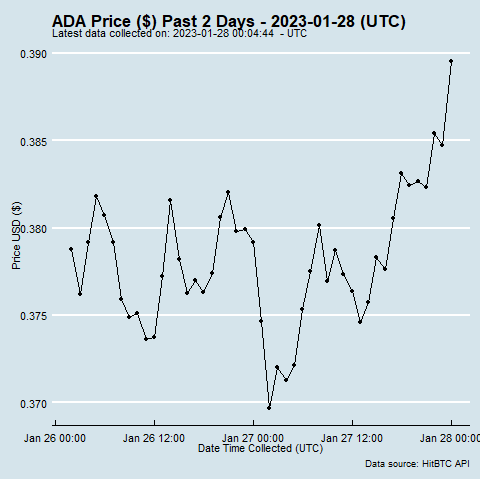 ADA Price ($) Past 2 Days - 2023-01-28 (UTC)
Latest data collected on: 2023-01-28 00:04:44 - UTC
0.390
0.385
0.380
0.375
0.370
Price USD ($)
Jan 26 00:00 Jan 26 12:00 Jan 27 00:00 Jan 27 12:00 Jan 28 00:00
Date Time Collected (UTC)
Data source: HitBTC API